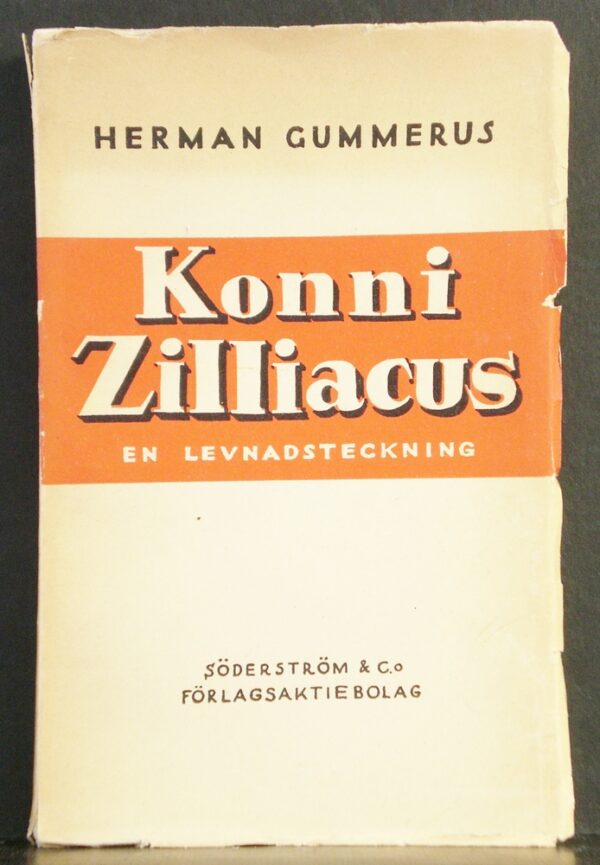 HERMAN GUMMERUS
Konni
Zilliacus
EN LEVNADSTECKNING
SÖDERSTRÖM & C.o
FÖRLAGSAKTIEBOLAG